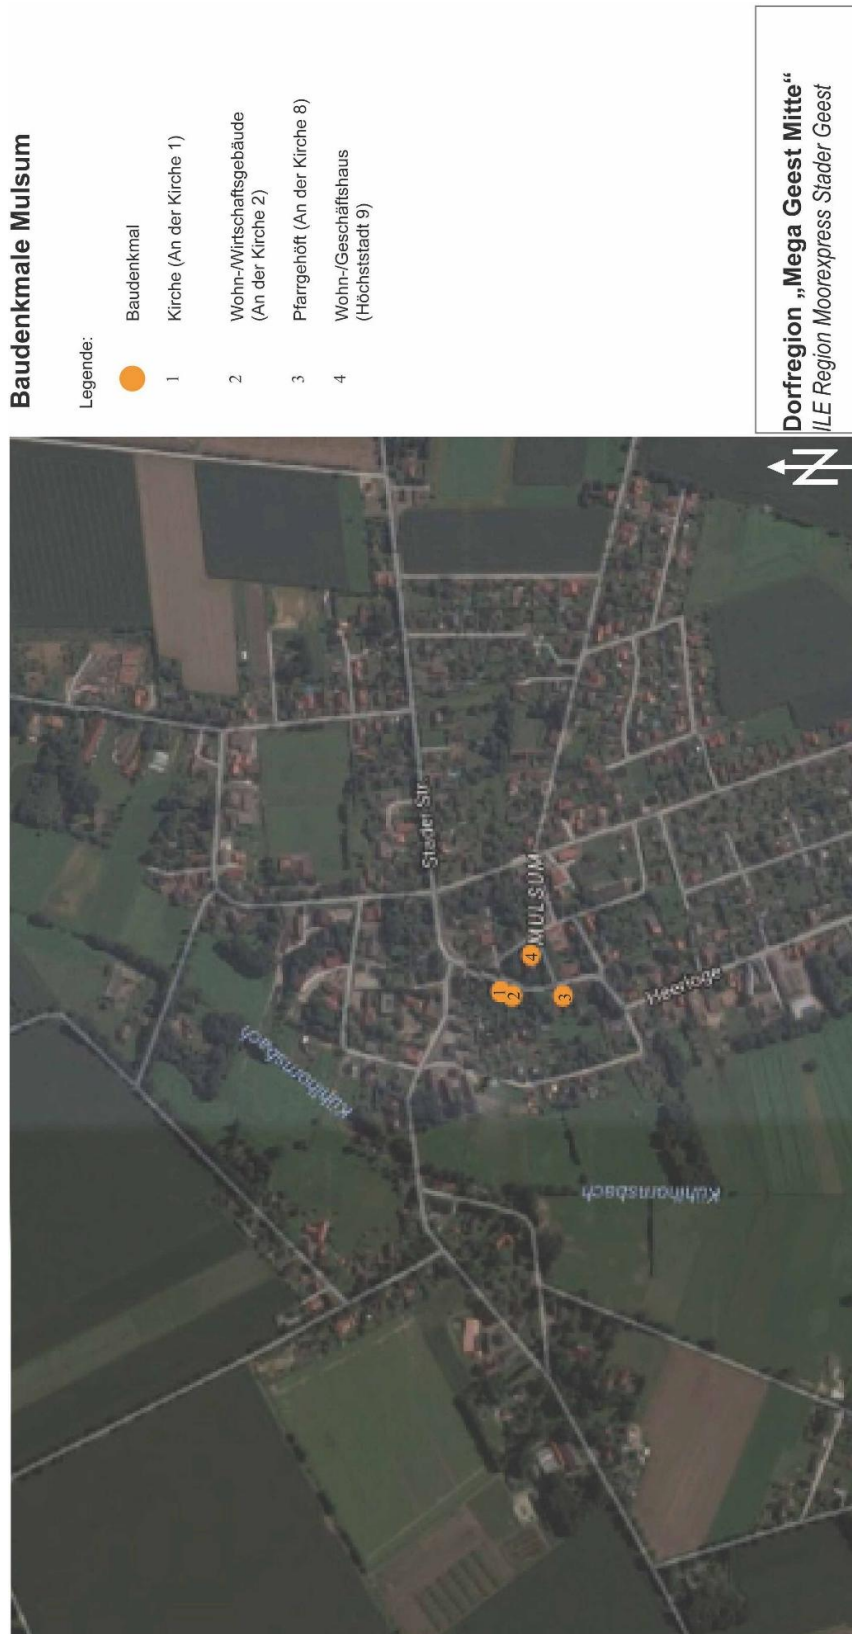 Baudenkmale Mulsum
Legende:
Baudenkmal
1 Kirche (An der Kirche 1)
2 Wohn-/Wirtschaftsgebäude
(An der Kirche 2)
3 Pfarrgehöft (An der Kirche 8)
4 Wohn-/Geschäftshaus
(Höchststadt 9)
Kühlhornsbach
Stader Str.
1
2
4
MULSUM
3
Heerloge
Kühlhornsbach
N
Dorfregion „Mega Geest Mitte“
ILE Region Moorexpress Stader Geest